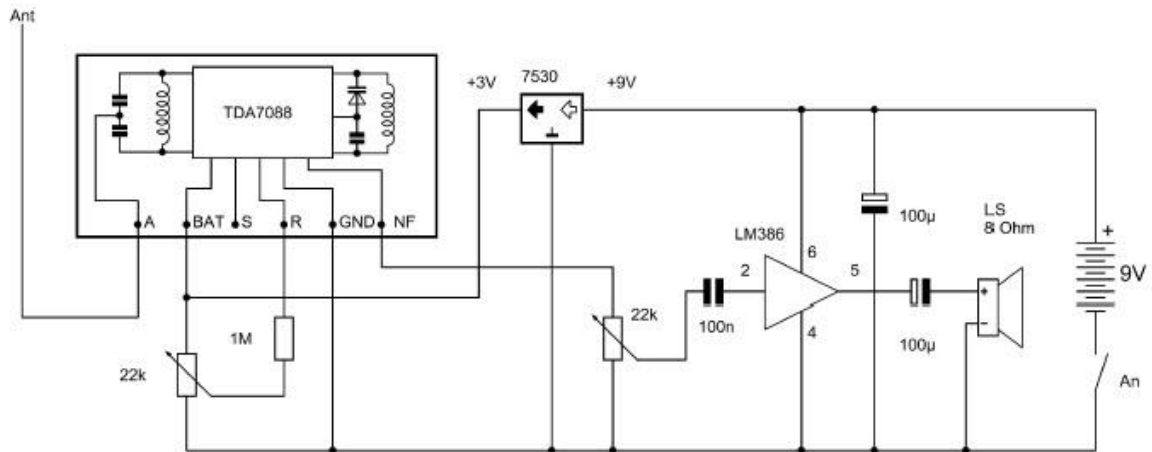 Ant
+3V
7530
+9V
TDA7088
A
BAT
S
R
GND
NF
100µ
LS
8 Ohm
LM386
6
2
5
+
9V
22k
1M
100n
4
100µ
+
-
22k
An